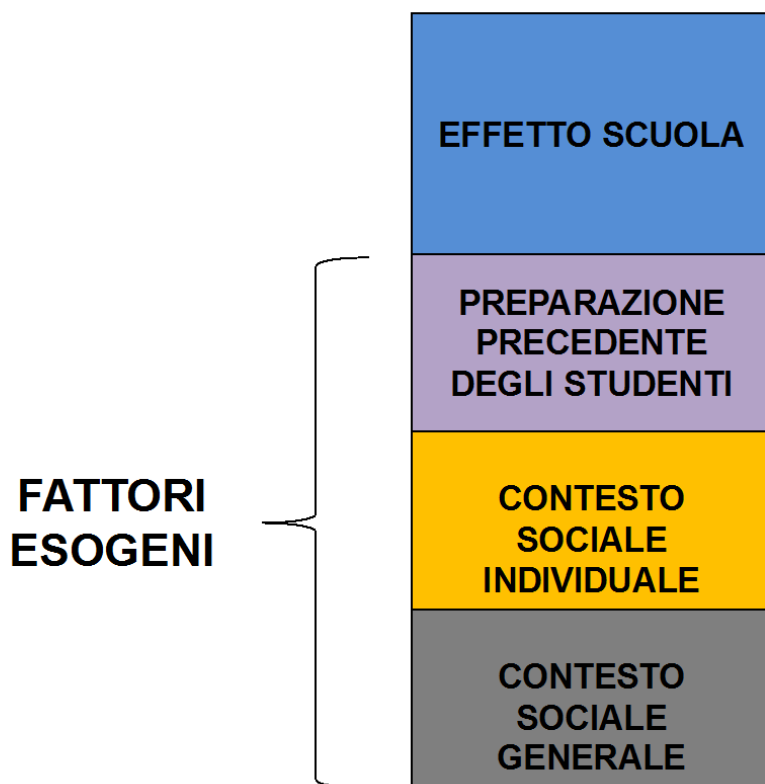 EFFETTO SCUOLA
PREPARAZIONE
PRECEDENTE
DEGLI STUDENTI
FATTORI
ESOGENI
CONTESTO
SOCIALE
INDIVIDUALE
CONTESTO
SOCIALE
GENERALE